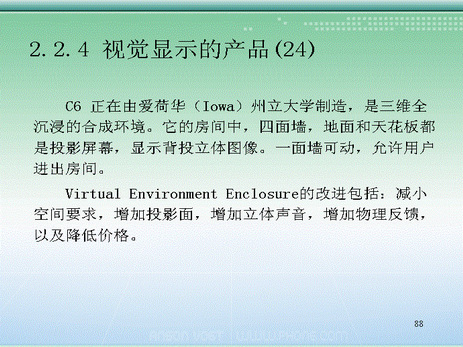 2.2.4 视觉显示的产品(24)
C6 正在由爱荷华（Iowa）州立大学制造，是三维全
沉浸的合成环境。它的房间中，四面墙，地面和天花板都
是投影屏幕，显示背投立体图像。一面墙可动，允许用户
进出房间。
Virtual Environment Enclosure的改进包括：减小
空间要求，增加投影面，增加立体声音，增加物理反馈，
以及降低价格。
88